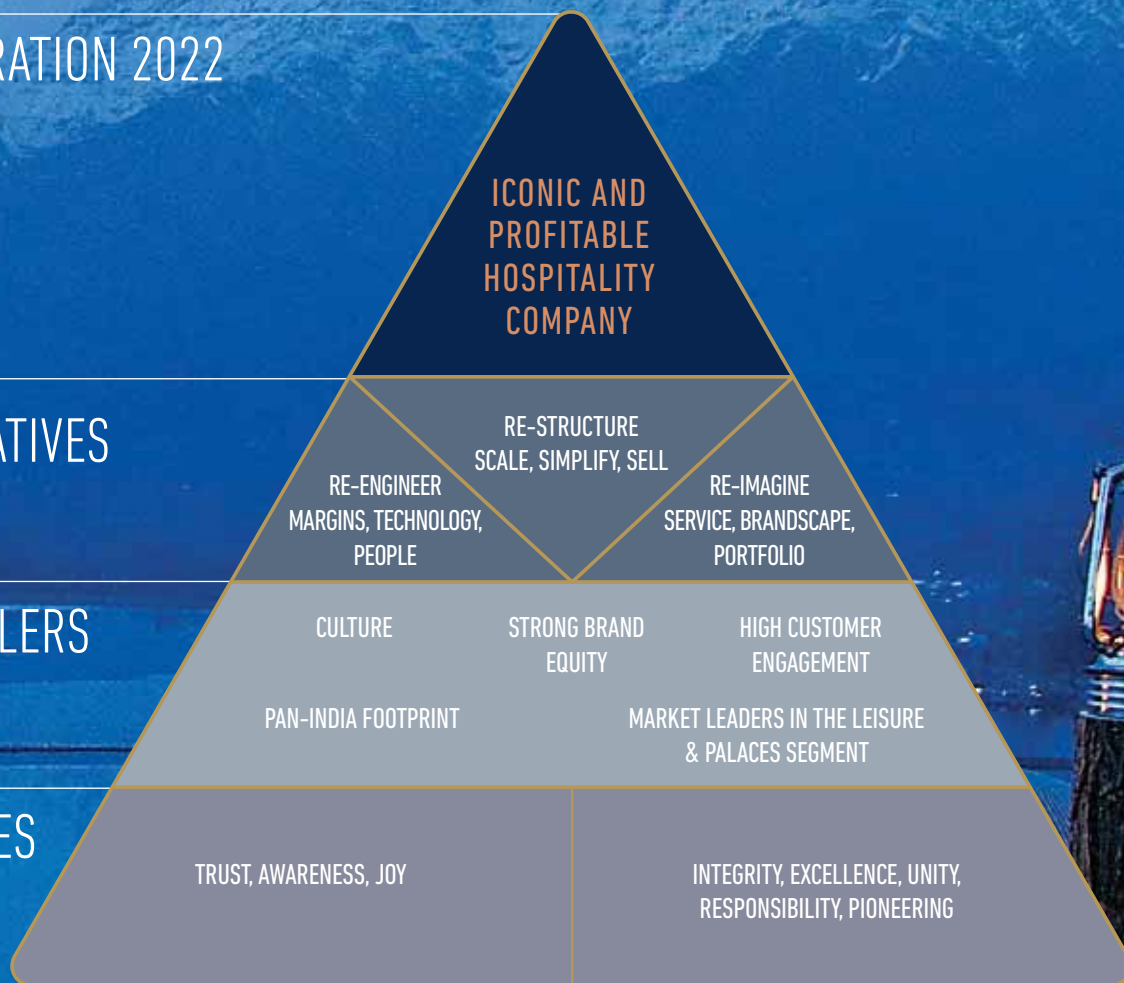 RATION 2022
ICONIC AND
PROFITABLE
HOSPITALITY
COMPANY
ATIVES
RE-STRUCTURE
SCALE, SIMPLIFY, SELL
RE-ENGINEER
MARGINS, TECHNOLOGY,
PEOPLE
RE-IMAGINE
SERVICE, BRANDSCAPE,
PORTFOLIO
LERS
CULTURE
STRONG BRAND
EQUITY
HIGH CUSTOMER
ENGAGEMENT
PAN-INDIA FOOTPRINT
MARKET LEADERS IN THE LEISURE
& PALACES SEGMENT
ES
TRUST, AWARENESS, JOY
INTEGRITY, EXCELLENCE, UNITY,
RESPONSIBILITY, PIONEERING